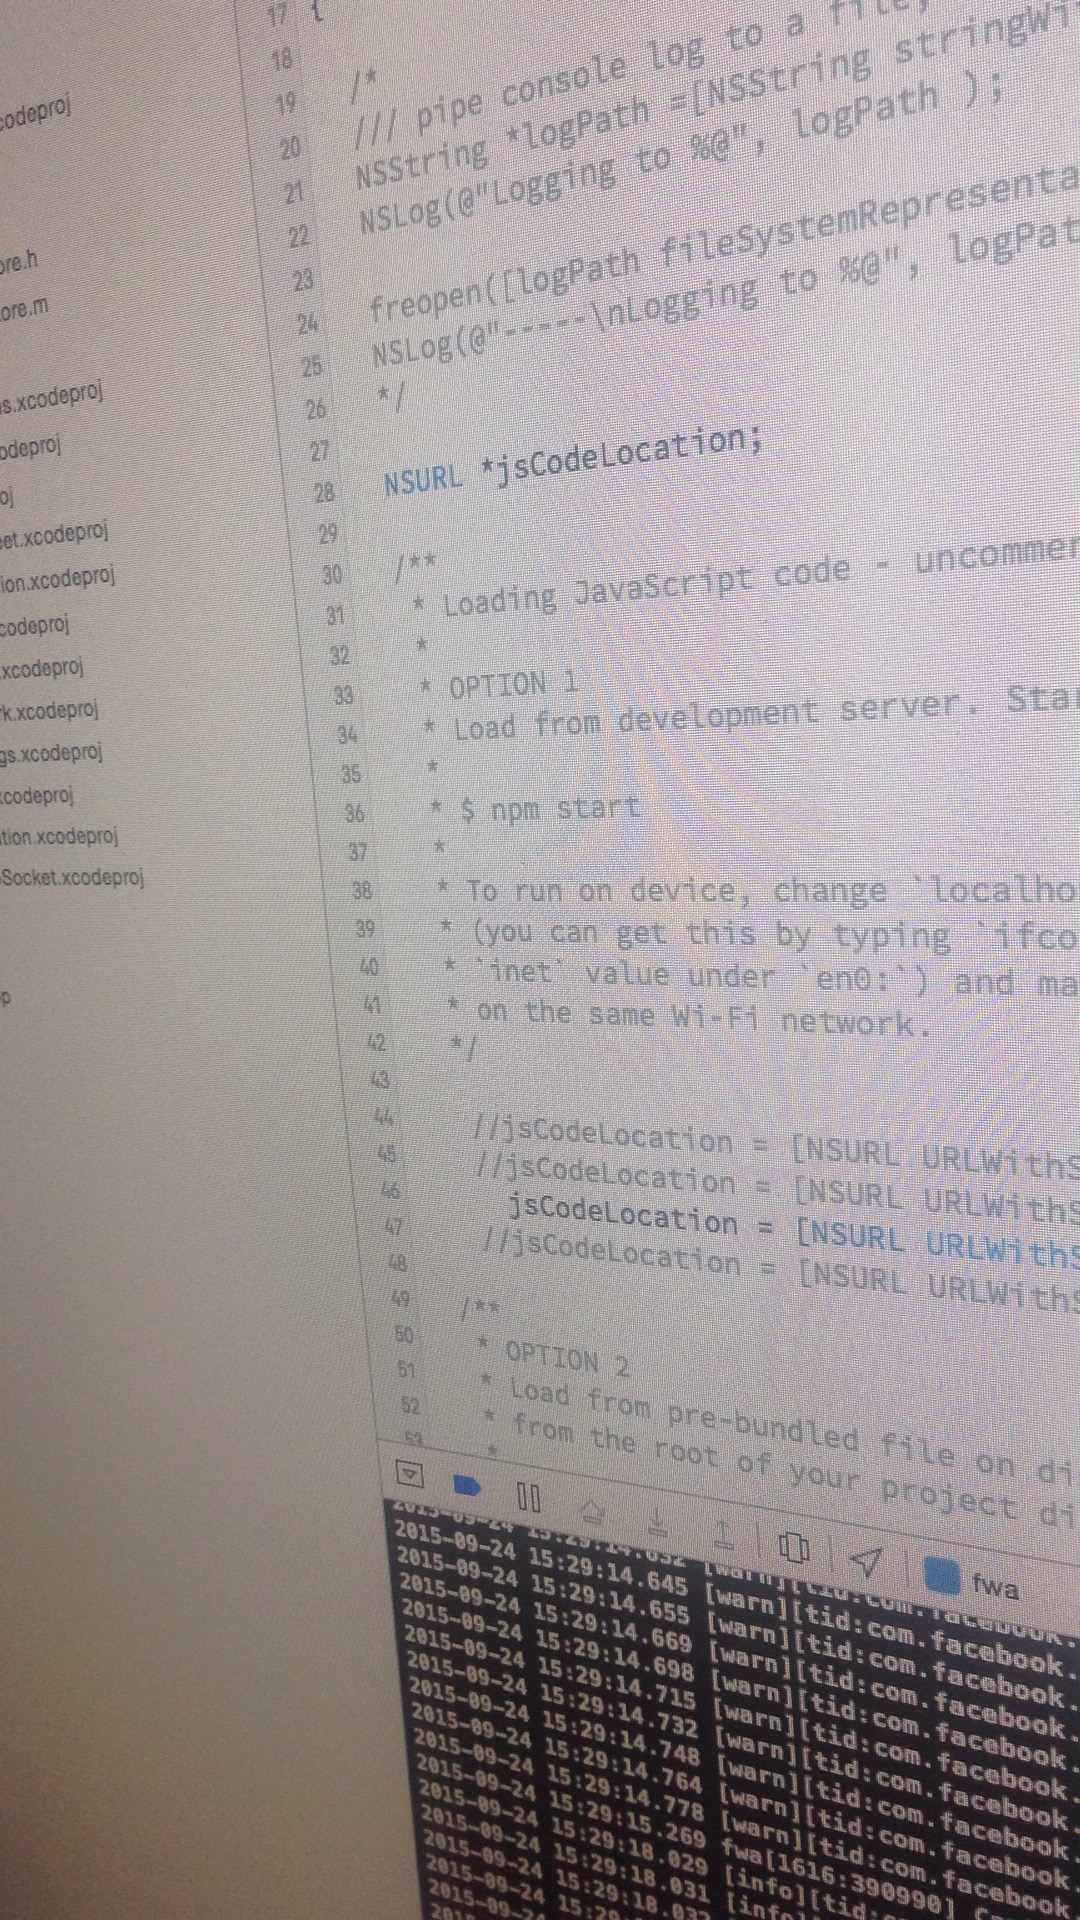 codeproj
ore.h
ore.m
s.xcodeproj
odeproj
oj
et.xcodeproj
ion.xcodeproj
codeproj
xcodeproj
k.xcodeproj
gs.xcodeproj
xcodeproj
tion.xcodeproj
Socket.xcodeproj
p
17 {
18
19 /*
20 /// pipe console log to a file,
21 NSString *logPath =[NSString stringWi
22 NSLog(@"Logging to %@", logPath );
23
24 freopen([logPath fileSystemRepresenta
25 NSLog(@"-----\nLogging to %@", logPat
26 */
27
28 NSURL *jsCodeLocation;
29
30 /**
31 * Loading JavaScript code - uncommen
32 *
33 * OPTION 1
34 * Load from development server. Star
35 *
36 * $ npm start
37 *
38 * To run on device, change `localho
39 * (you can get this by typing `ifco
40 * `inet` value under `en0:`) and ma
41 * on the same Wi-Fi network.
42 */
43
44 //jsCodeLocation = [NSURL URLWithS
45 //jsCodeLocation = [NSURL URLWithS
46 jsCodeLocation = [NSURL URLWithS
47 //jsCodeLocation = [NSURL URLWithS
48
49 /**
50 * OPTION 2
51 * Load from pre-bundled file on di
52 * from the root of your project di
53 *
fwa
2015-09-24 15:29:14.632 [warn][tid:com.facebook.
2015-09-24 15:29:14.645 [warn][tid:com.facebook.
2015-09-24 15:29:14.655 [warn][tid:com.facebook.
2015-09-24 15:29:14.669 [warn][tid:com.facebook.
2015-09-24 15:29:14.698 [warn][tid:com.facebook.
2015-09-24 15:29:14.715 [warn][tid:com.facebook.
2015-09-24 15:29:14.732 [warn][tid:com.facebook.
2015-09-24 15:29:14.748 [warn][tid:com.facebook.
2015-09-24 15:29:14.764 [warn][tid:com.facebook.
2015-09-24 15:29:14.778 [warn][tid:com.facebook.
2015-09-24 15:29:15.269 fwa[1616:390990]
2015-09-24 15:29:18.029 [info][tid:
2015-09-24 15:29:18.031 [info]
2015-09-24 15:29:18.032